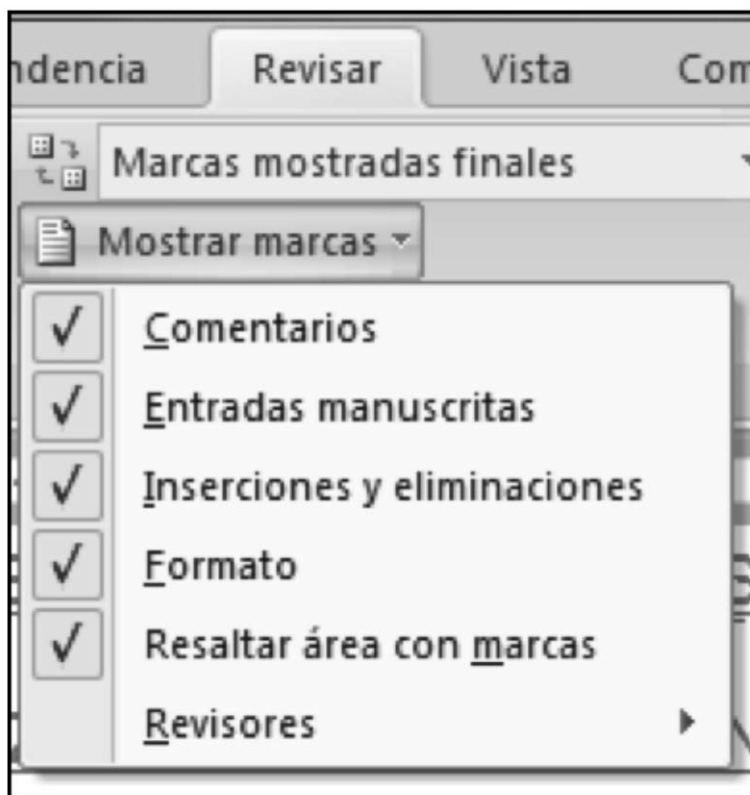 ndencia Revisar Vista Com
Marcas mostradas finales
Mostrar marcas
Comentarios
Entradas manuscritas
Inserciones y eliminaciones
Formato
Resaltar área con marcas
Revisores